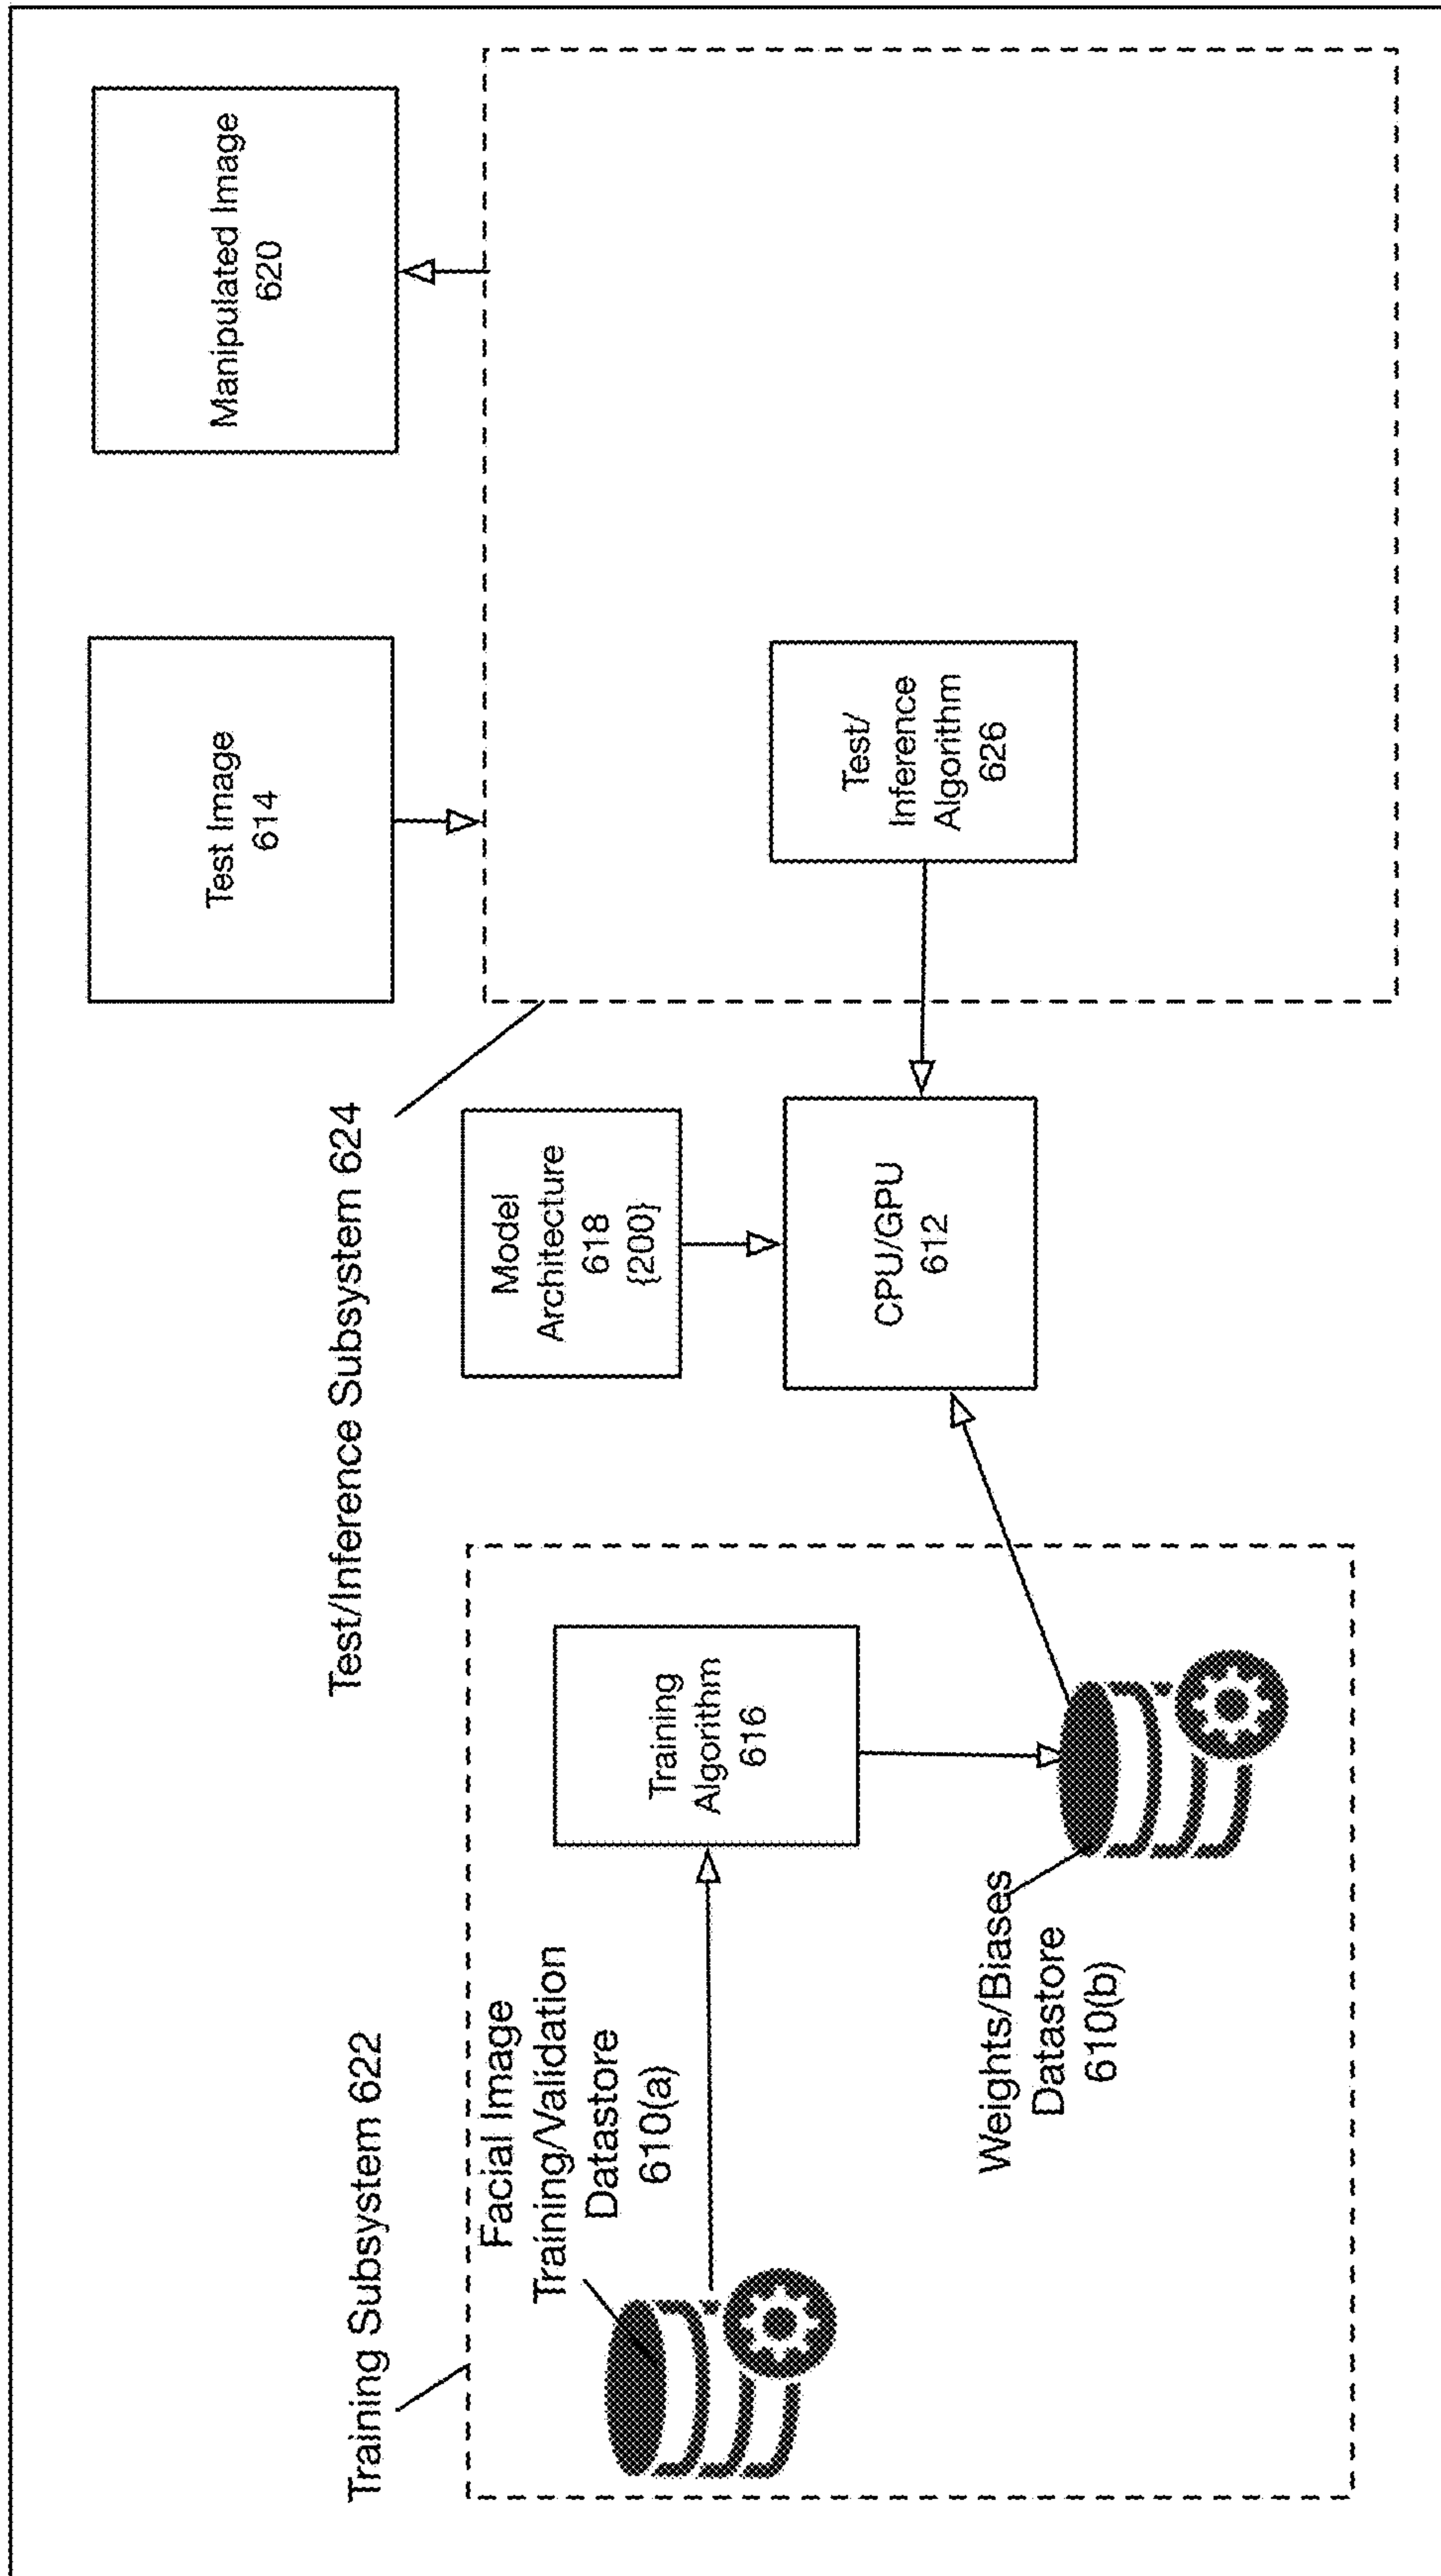 Training Subsystem 622
Facial Image
Training/Validation
Datastore
610(a)
Training
Algorithm
616
Weights/Biases
Datastore
610(b)
Test/Inference Subsystem 624
Model
Architecture
618
{200}
CPU/GPU
612
Test Image
614
Test/
Inference
Algorithm
626
Manipulated Image
620